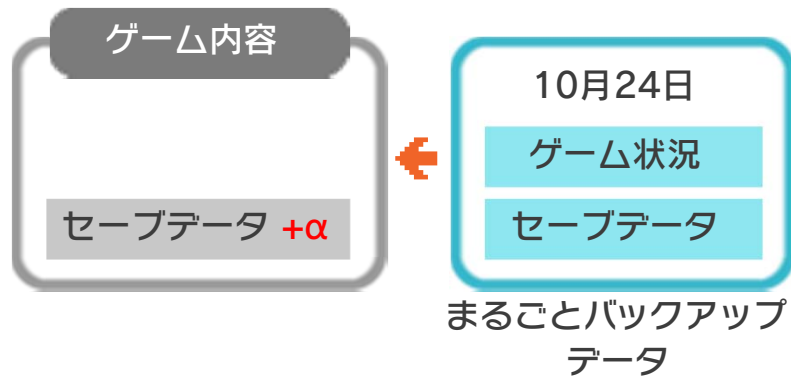 ゲーム内容
セーブデータ +α
10月24日
ゲーム状況
セーブデータ
まるごとバックアップ
データ